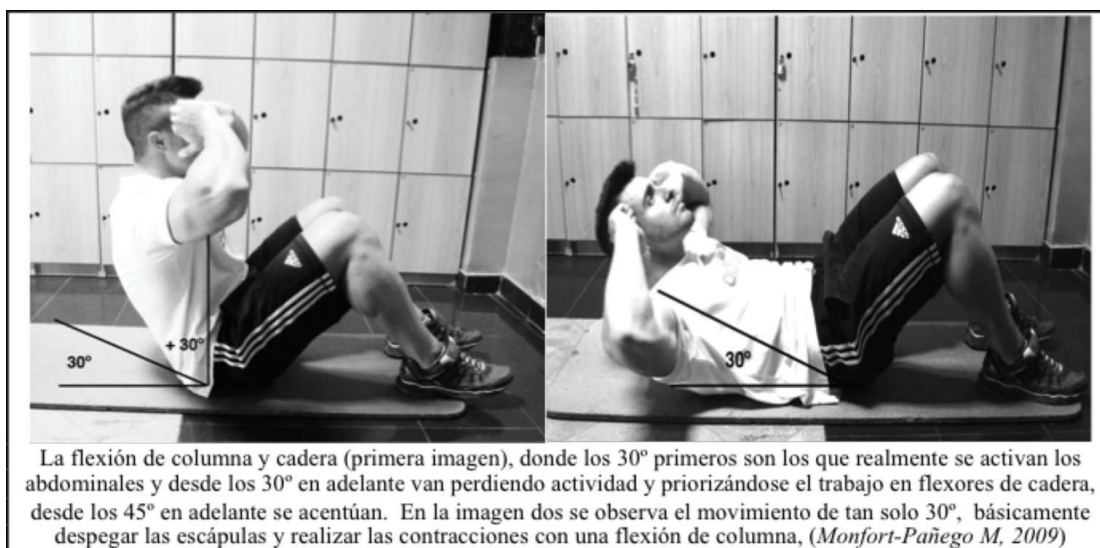 30º
+ 30º
30º
La flexión de columna y cadera (primera imagen), donde los 30º primeros son los que realmente se activan los
abdominales y desde los 30º en adelante van perdiendo actividad y priorizándose el trabajo en flexores de cadera,
desde los 45º en adelante se acentúan. En la imagen dos se observa el movimiento de tan solo 30º, básicamente
despegar las escápulas y realizar las contracciones con una flexión de columna, (Monfort-Pañego M, 2009)